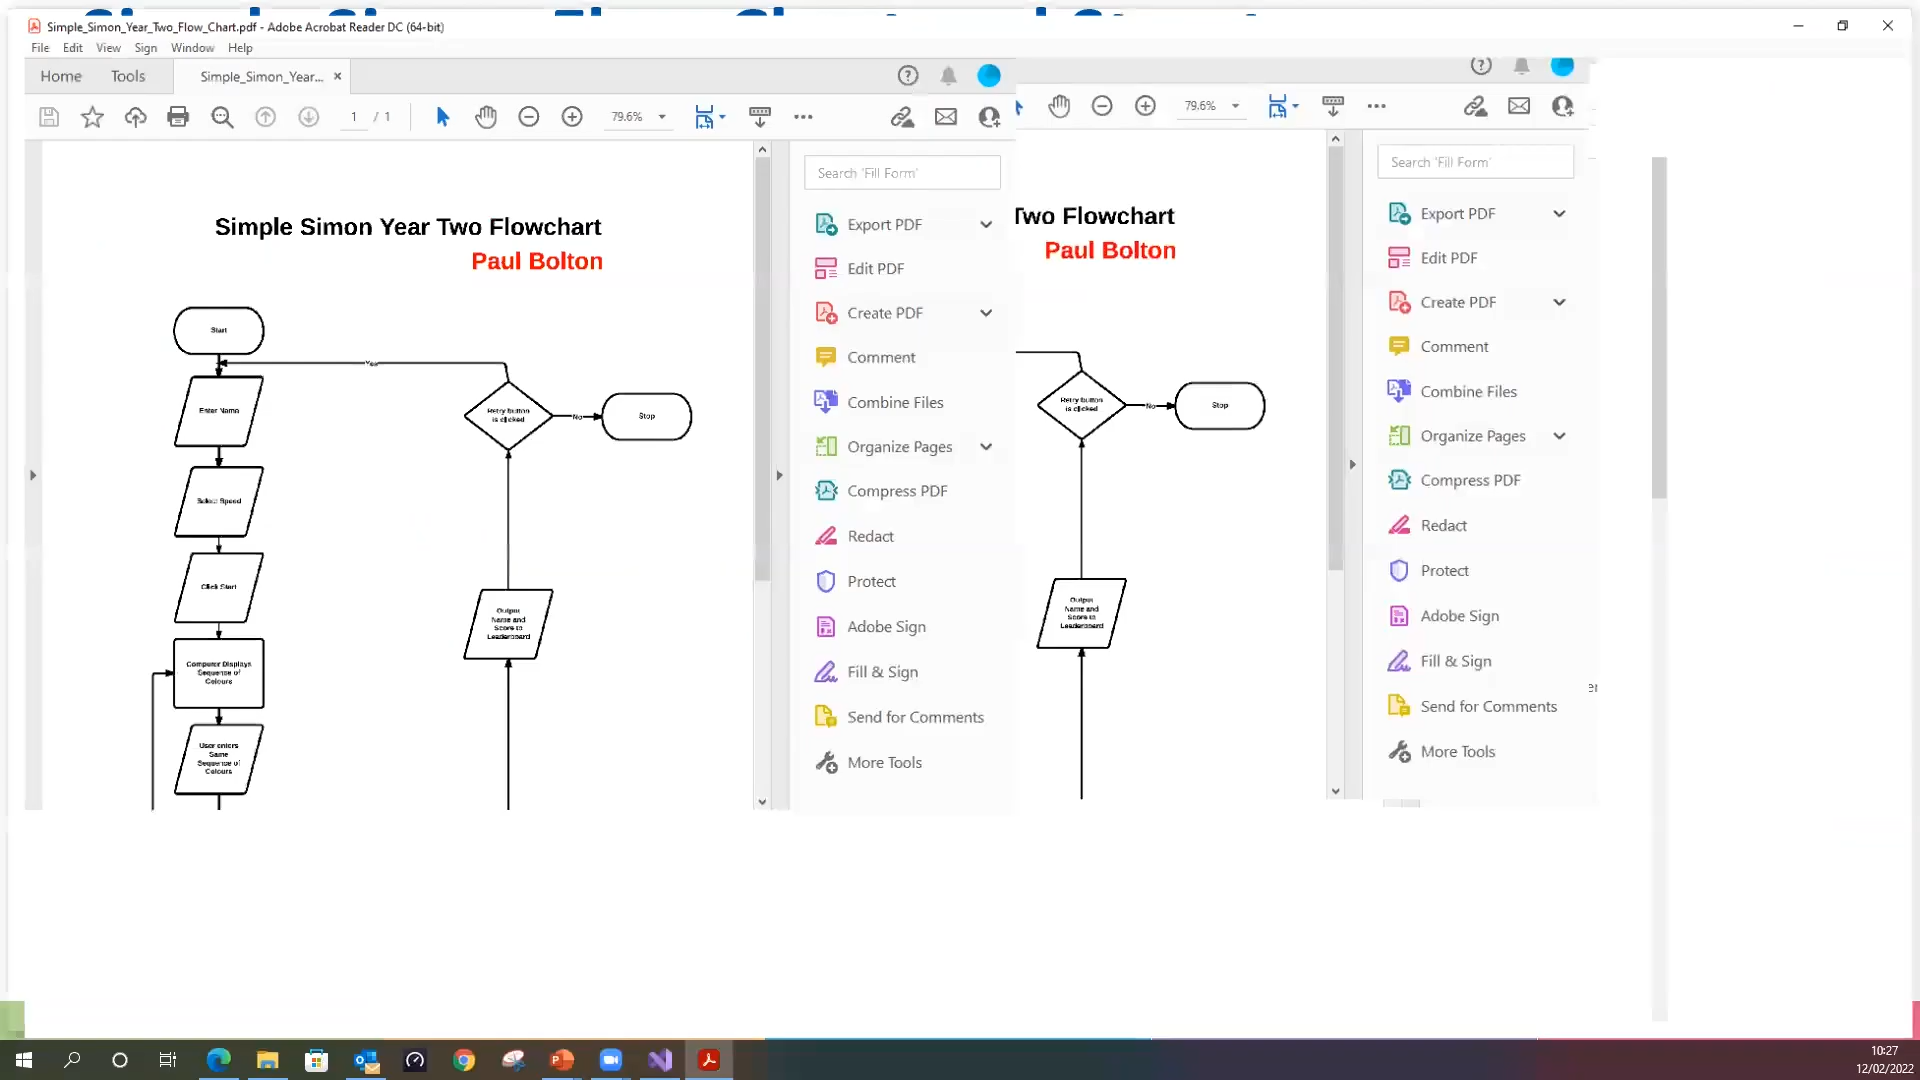 Simple_Simon_Year_Two_Flow_Chart.pdf - Adobe Acrobat Reader DC (64-bit)
File Edit View Sign Window Help
Home Tools Simple_Simon_Year... ×
1 / 1 79.6%
79.6%
Search 'Fill Form'
Export PDF
Edit PDF
Create PDF
Comment
Combine Files
Organize Pages
Compress PDF
Redact
Protect
Adobe Sign
Fill & Sign
Send for Comments
More Tools
Simple Simon Year Two Flowchart
Paul Bolton
Start
Yes
Enter Name
Select Speed
Click Start
Computer Displays
Sequence of
Colours
User enters
Same
Sequence of
Colours
Retry button
is clicked
No
Stop
Output
Name and
Score to
Leaderboard
Two Flowchart
Paul Bolton
Retry button
is clicked
No
Stop
Output
Name and
Score to
Leaderboard
Search 'Fill Form'
Export PDF
Edit PDF
Create PDF
Comment
Combine Files
Organize Pages
Compress PDF
Redact
Protect
Adobe Sign
Fill & Sign
Send for Comments
More Tools
10:27
12/02/2022